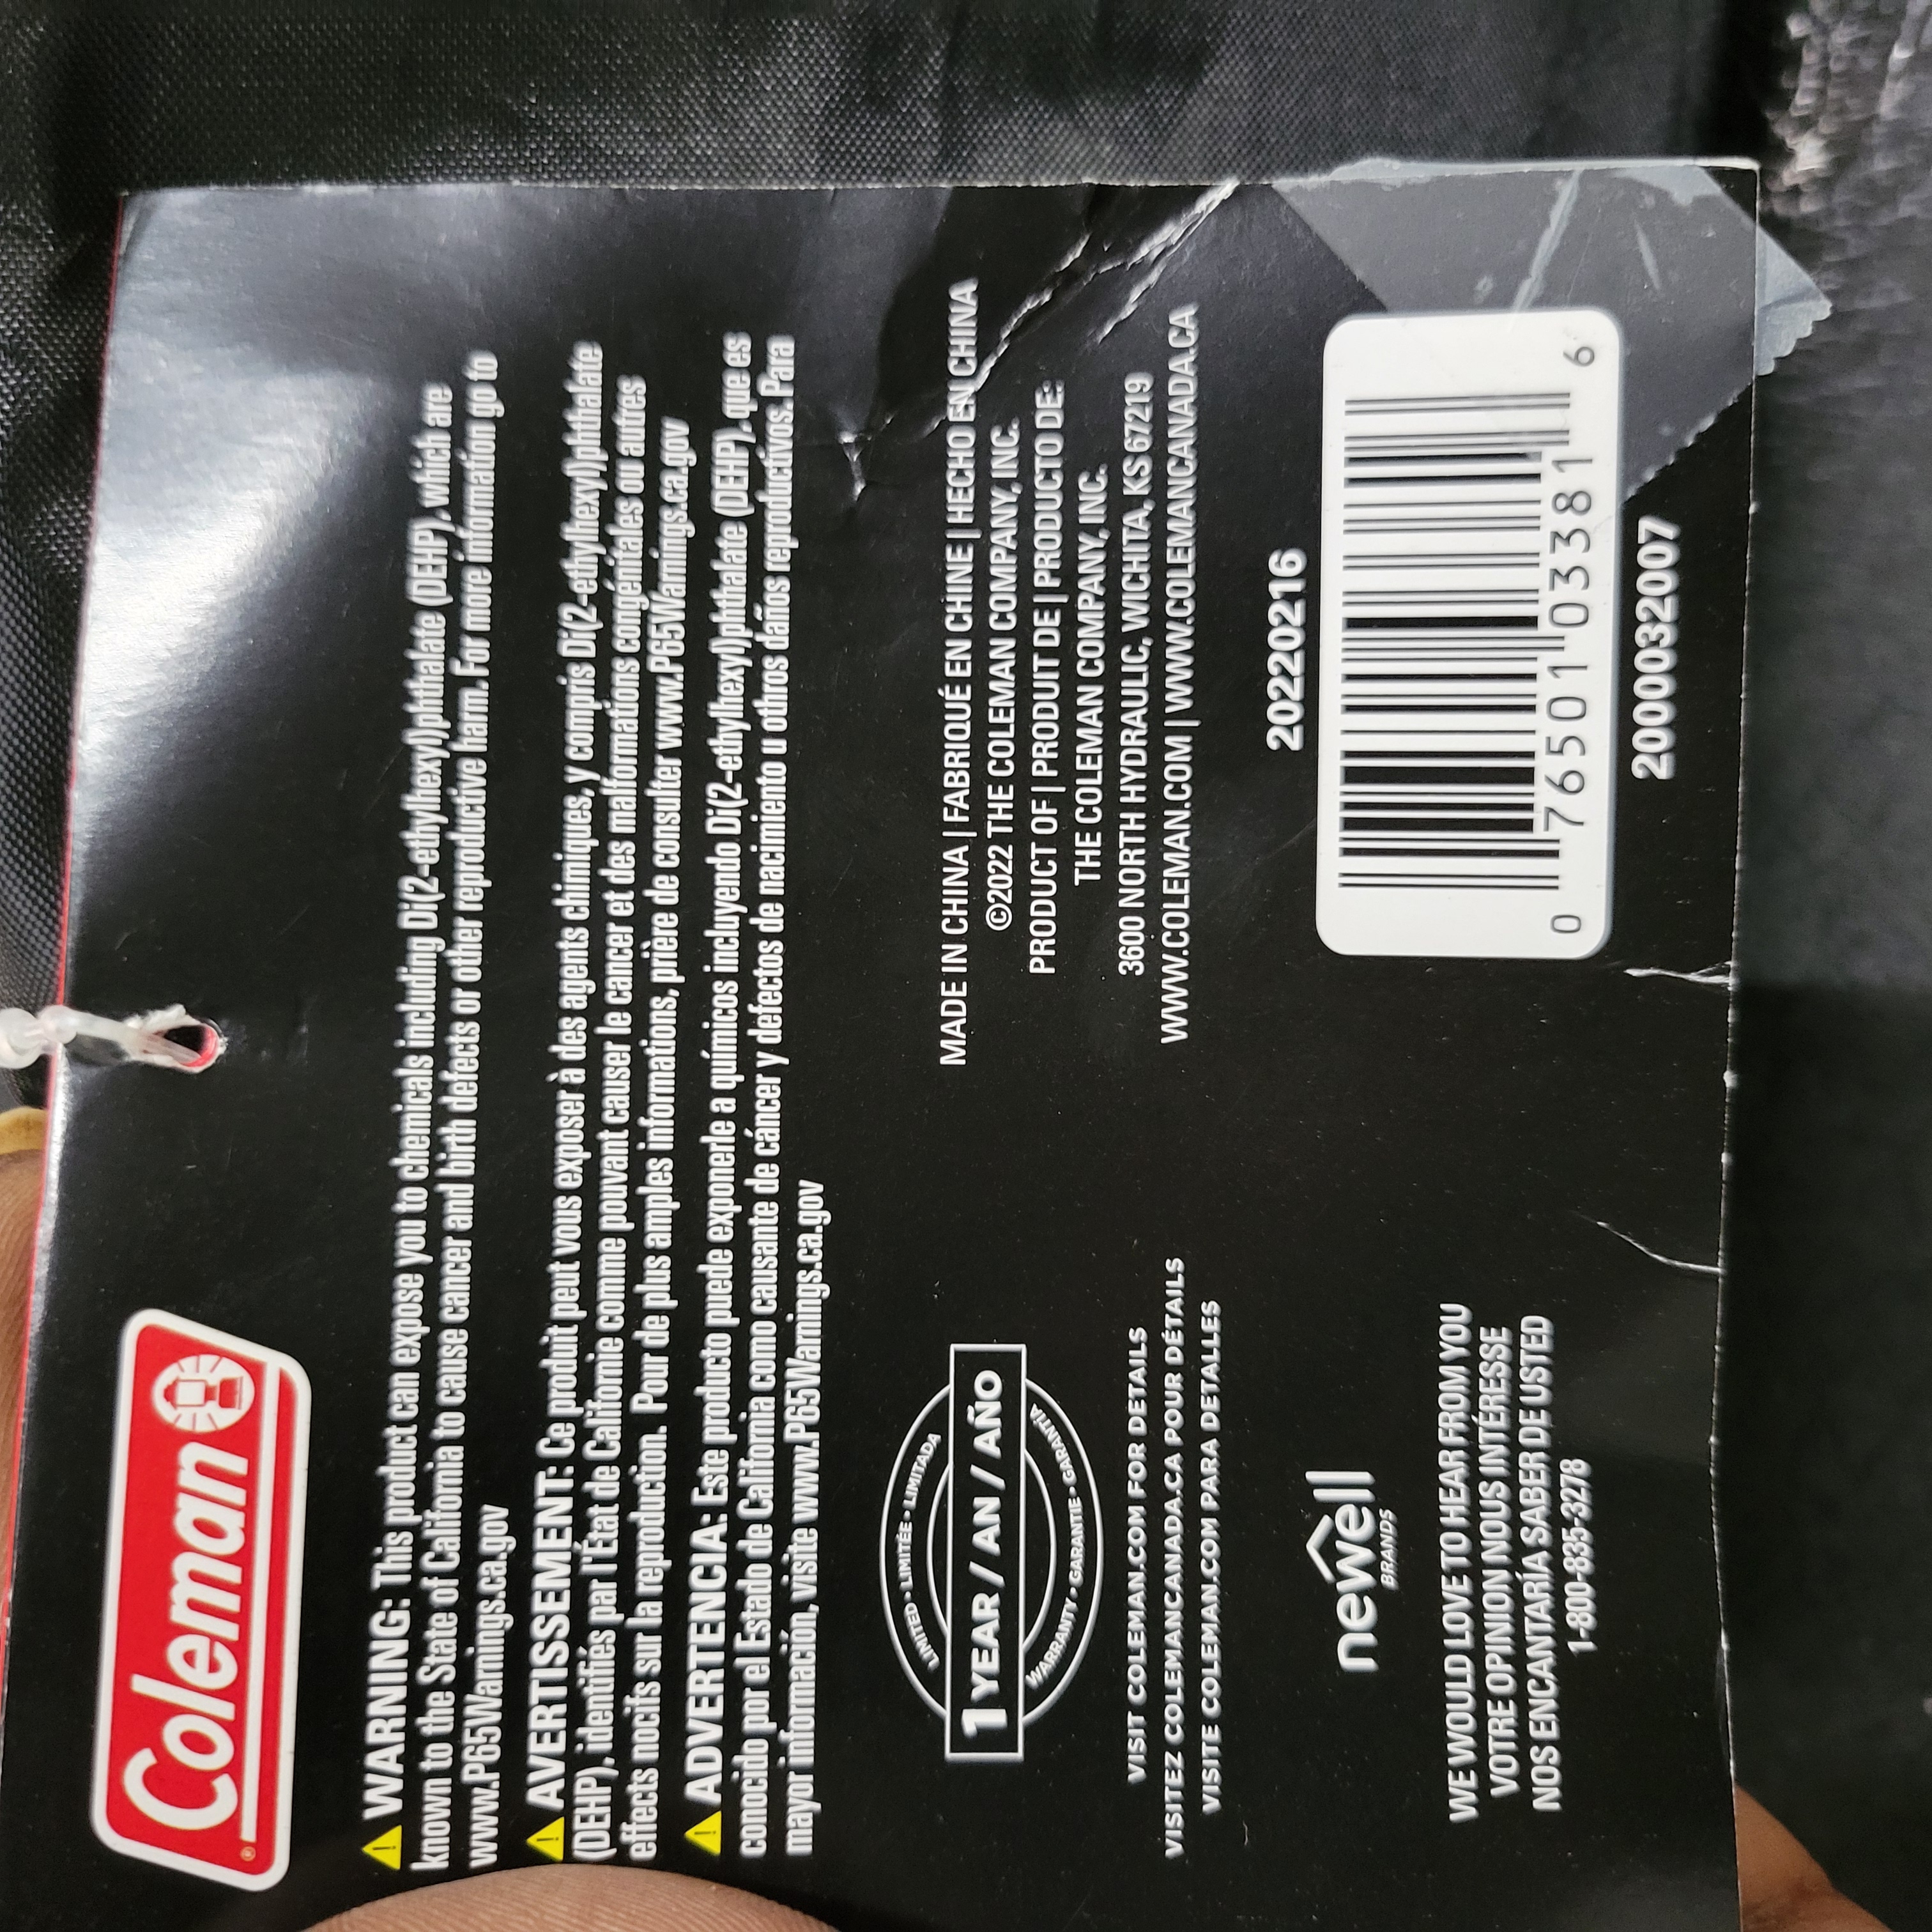 Coleman
WARNING: This product can expose you to chemicals including Di(2-ethylhexyl)phthalate (DEHP), which are
known to the State of California to cause cancer and birth defects or other reproductive harm. For more information go to
www.P65Warnings.ca.gov
AVERTISSEMENT: Ce produit peut vous exposer à des agents chimiques, y compris Di(2-ethylhexyl)phthalate
(DEHP), identifiés par l'État de Californie comme pouvant causer le cancer et des malformations congénitales ou autres
effects nocifs sur la reproduction. Pour de plus amples informations, prière de consulter www.P65Warnings.ca.gov
ADVERTENCIA: Este producto puede exponerle a químicos incluyendo Di(2-ethylhexyl)phthalate (DEHP), que es
conocido por el Estado de California como causante de cáncer y defectos de nacimiento u otros daños reproductivos. Para
mayor información, visite www.P65Warnings.ca.gov
LIMITED • LIMITÉE • LIMITADA
1 YEAR / AN / AÑO
WARRANTY • GARANTIE • GARANTÍA
VISIT COLEMAN.COM FOR DETAILS
VISITEZ COLEMANCANADA.CA POUR DÉTAILS
VISITE COLEMAN.COM PARA DETALLES
newell
BRANDS
WE WOULD LOVE TO HEAR FROM YOU
VOTRE OPINION NOUS INTÉRESSE
NOS ENCANTARÍA SABER DE USTED
1-800-835-3278
MADE IN CHINA | FABRIQUÉ EN CHINE | HECHO EN CHINA
©2022 THE COLEMAN COMPANY, INC.
PRODUCT OF | PRODUIT DE | PRODUCTO DE:
THE COLEMAN COMPANY, INC.
3600 NORTH HYDRAULIC, WICHITA, KS 67219
WWW.COLEMAN.COM | WWW.COLEMANCANADA.CA
20220216
0 76501 03381 6
2000032007